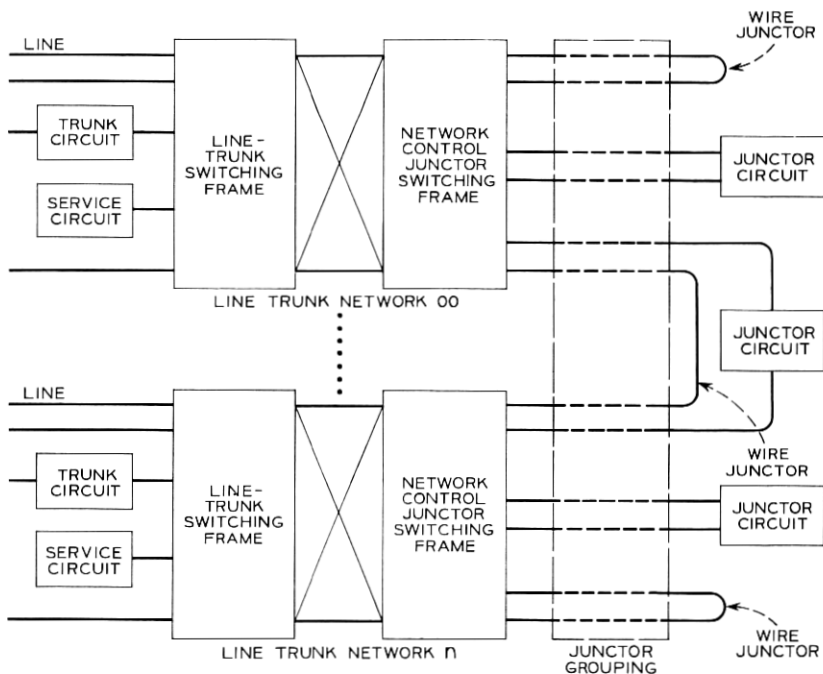 LINE
TRUNK
CIRCUIT
SERVICE
CIRCUIT
LINE-
TRUNK
SWITCHING
FRAME
NETWORK
CONTROL
JUNCTOR
SWITCHING
FRAME
WIRE
JUNCTOR
JUNCTOR
CIRCUIT
LINE TRUNK NETWORK 00
JUNCTOR
CIRCUIT
LINE
TRUNK
CIRCUIT
SERVICE
CIRCUIT
LINE-
TRUNK
SWITCHING
FRAME
NETWORK
CONTROL
JUNCTOR
SWITCHING
FRAME
WIRE
JUNCTOR
JUNCTOR
CIRCUIT
LINE TRUNK NETWORK n
JUNCTOR
GROUPING
WIRE
JUNCTOR